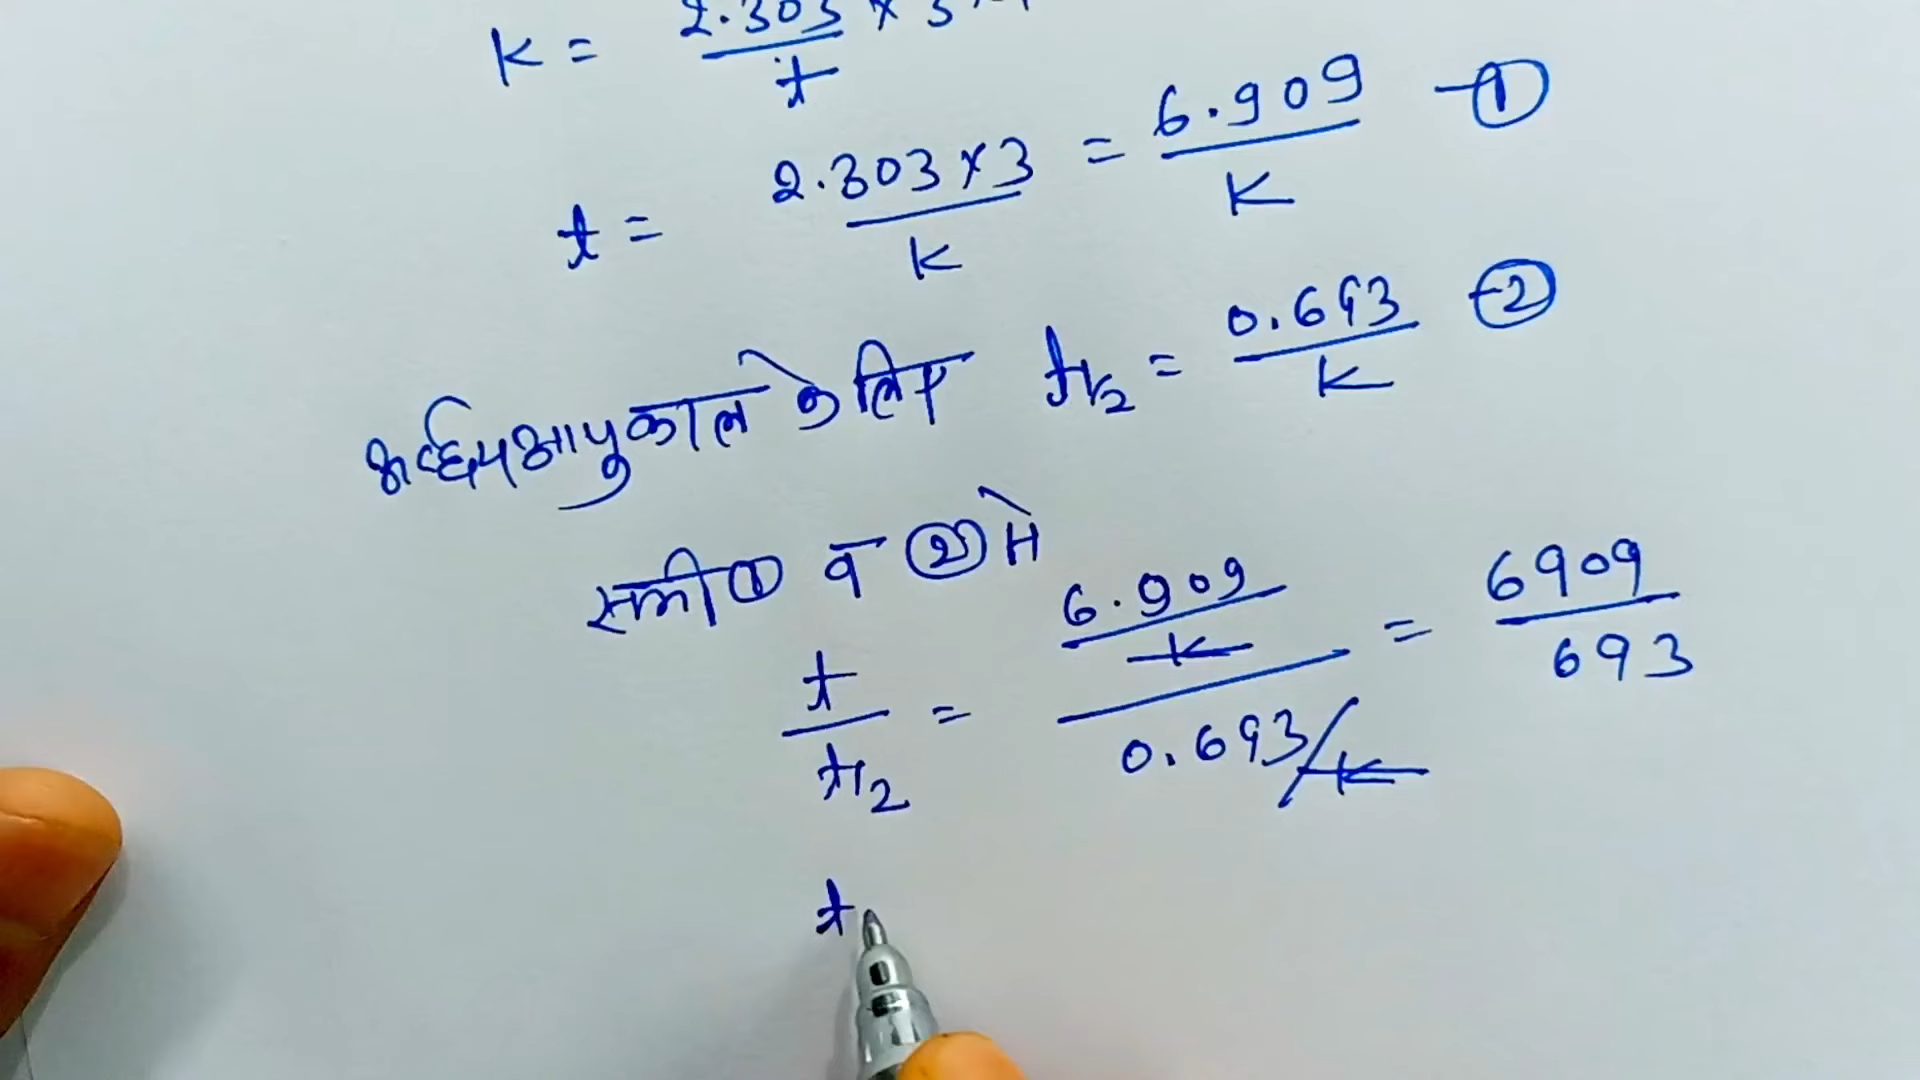 K = 2.303 / t × 3
t = 2.303×3 / K = 6.909 / K —①
अर्द्धआयुकाल के लिए t1/2 = 0.693 / K —②
समी ① व ② से
t / t1/2 = 6.909/K / 0.693/K = 6909 / 693
t